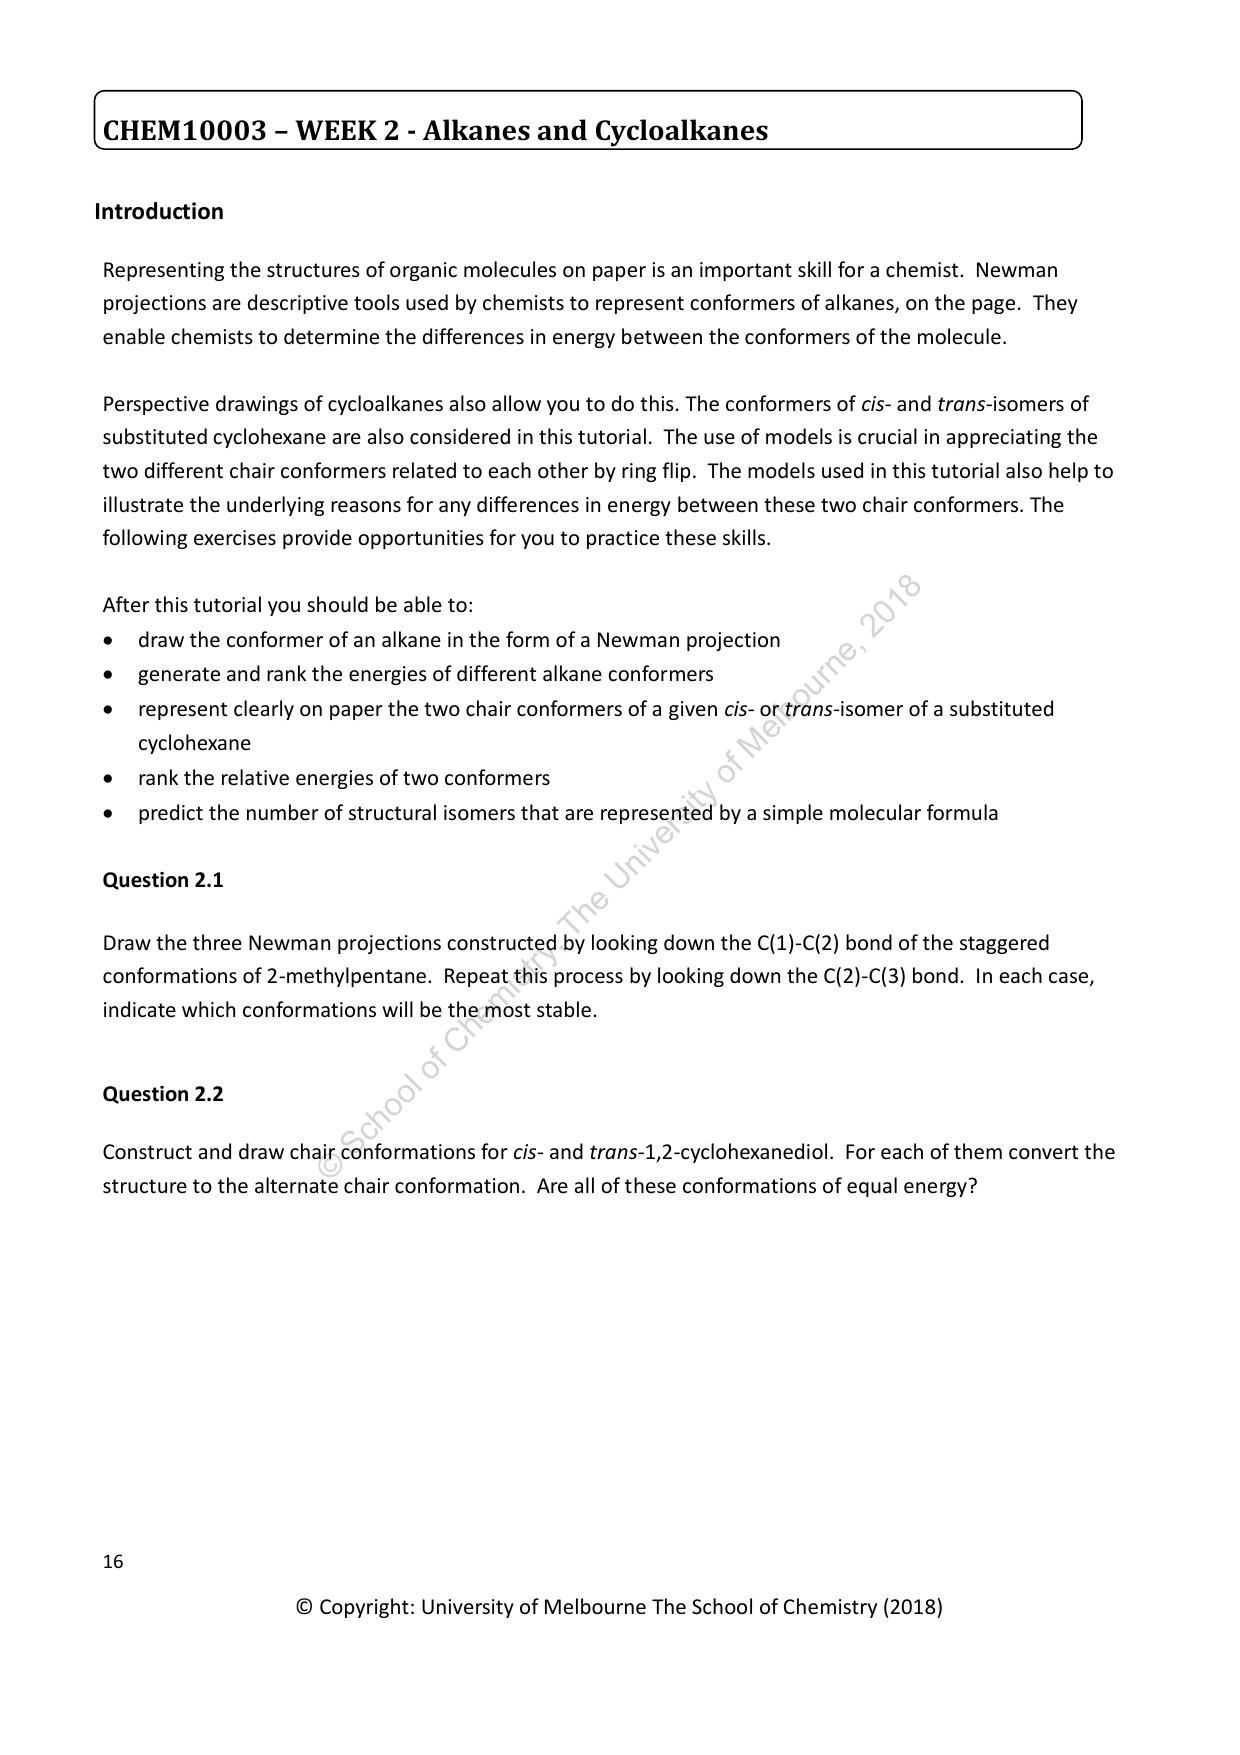 CHEM10003 – WEEK 2 - Alkanes and Cycloalkanes
Introduction
Representing the structures of organic molecules on paper is an important skill for a chemist.  Newman
projections are descriptive tools used by chemists to represent conformers of alkanes, on the page.  They
enable chemists to determine the differences in energy between the conformers of the molecule.
Perspective drawings of cycloalkanes also allow you to do this. The conformers of cis- and trans-isomers of
substituted cyclohexane are also considered in this tutorial.  The use of models is crucial in appreciating the
two different chair conformers related to each other by ring flip.  The models used in this tutorial also help to
illustrate the underlying reasons for any differences in energy between these two chair conformers. The
following exercises provide opportunities for you to practice these skills.
After this tutorial you should be able to:
• draw the conformer of an alkane in the form of a Newman projection
• generate and rank the energies of different alkane conformers
• represent clearly on paper the two chair conformers of a given cis- or trans-isomer of a substituted
cyclohexane
• rank the relative energies of two conformers
• predict the number of structural isomers that are represented by a simple molecular formula
Question 2.1
Draw the three Newman projections constructed by looking down the C(1)-C(2) bond of the staggered
conformations of 2-methylpentane.  Repeat this process by looking down the C(2)-C(3) bond.  In each case,
indicate which conformations will be the most stable.
Question 2.2
Construct and draw chair conformations for cis- and trans-1,2-cyclohexanediol.  For each of them convert the
structure to the alternate chair conformation.  Are all of these conformations of equal energy?
© School of Chemistry, The University of Melbourne, 2018
16
© Copyright: University of Melbourne The School of Chemistry (2018)